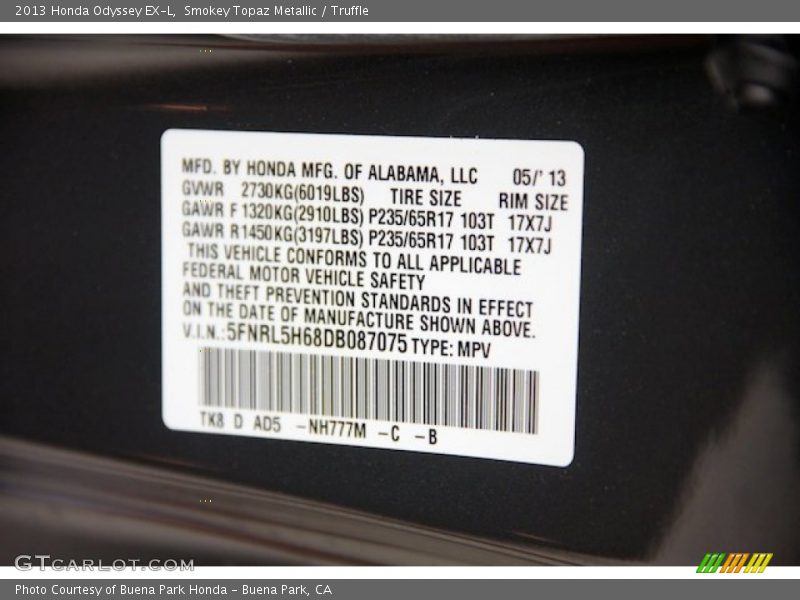 2013 Honda Odyssey EX-L, Smokey Topaz Metallic / Truffle
MFD. BY HONDA MFG. OF ALABAMA, LLC 05/' 13
GVWR 2730KG(6019LBS) TIRE SIZE RIM SIZE
GAWR F 1320KG(2910LBS) P235/65R17 103T 17X7J
GAWR R1450KG(3197LBS) P235/65R17 103T 17X7J
THIS VEHICLE CONFORMS TO ALL APPLICABLE
FEDERAL MOTOR VEHICLE SAFETY
AND THEFT PREVENTION STANDARDS IN EFFECT
ON THE DATE OF MANUFACTURE SHOWN ABOVE.
V.I.N.:5FNRL5H68DB087075 TYPE: MPV
TK8 D AD5 -NH777M -C -B
GTCARLOT.COM
Photo Courtesy of Buena Park Honda - Buena Park, CA